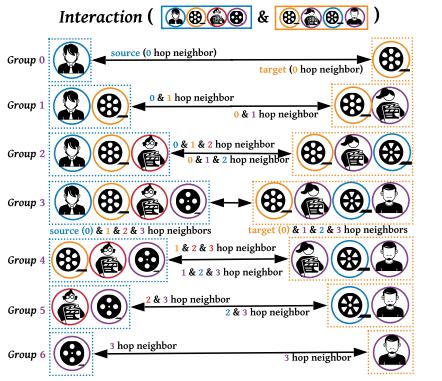 Interaction ( & )
Group 0
source (0 hop neighbor)
target (0 hop neighbor)
Group 1
0 & 1 hop neighbor
0 & 1 hop neighbor
Group 2
0 & 1 & 2 hop neighbor
0 & 1 & 2 hop neighbor
Group 3
source (0) & 1 & 2 & 3 hop neighbors
target (0) & 1 & 2 & 3 hop neighbors
Group 4
1 & 2 & 3 hop neighbor
1 & 2 & 3 hop neighbor
Group 5
2 & 3 hop neighbor
2 & 3 hop neighbor
Group 6
3 hop neighbor
3 hop neighbor